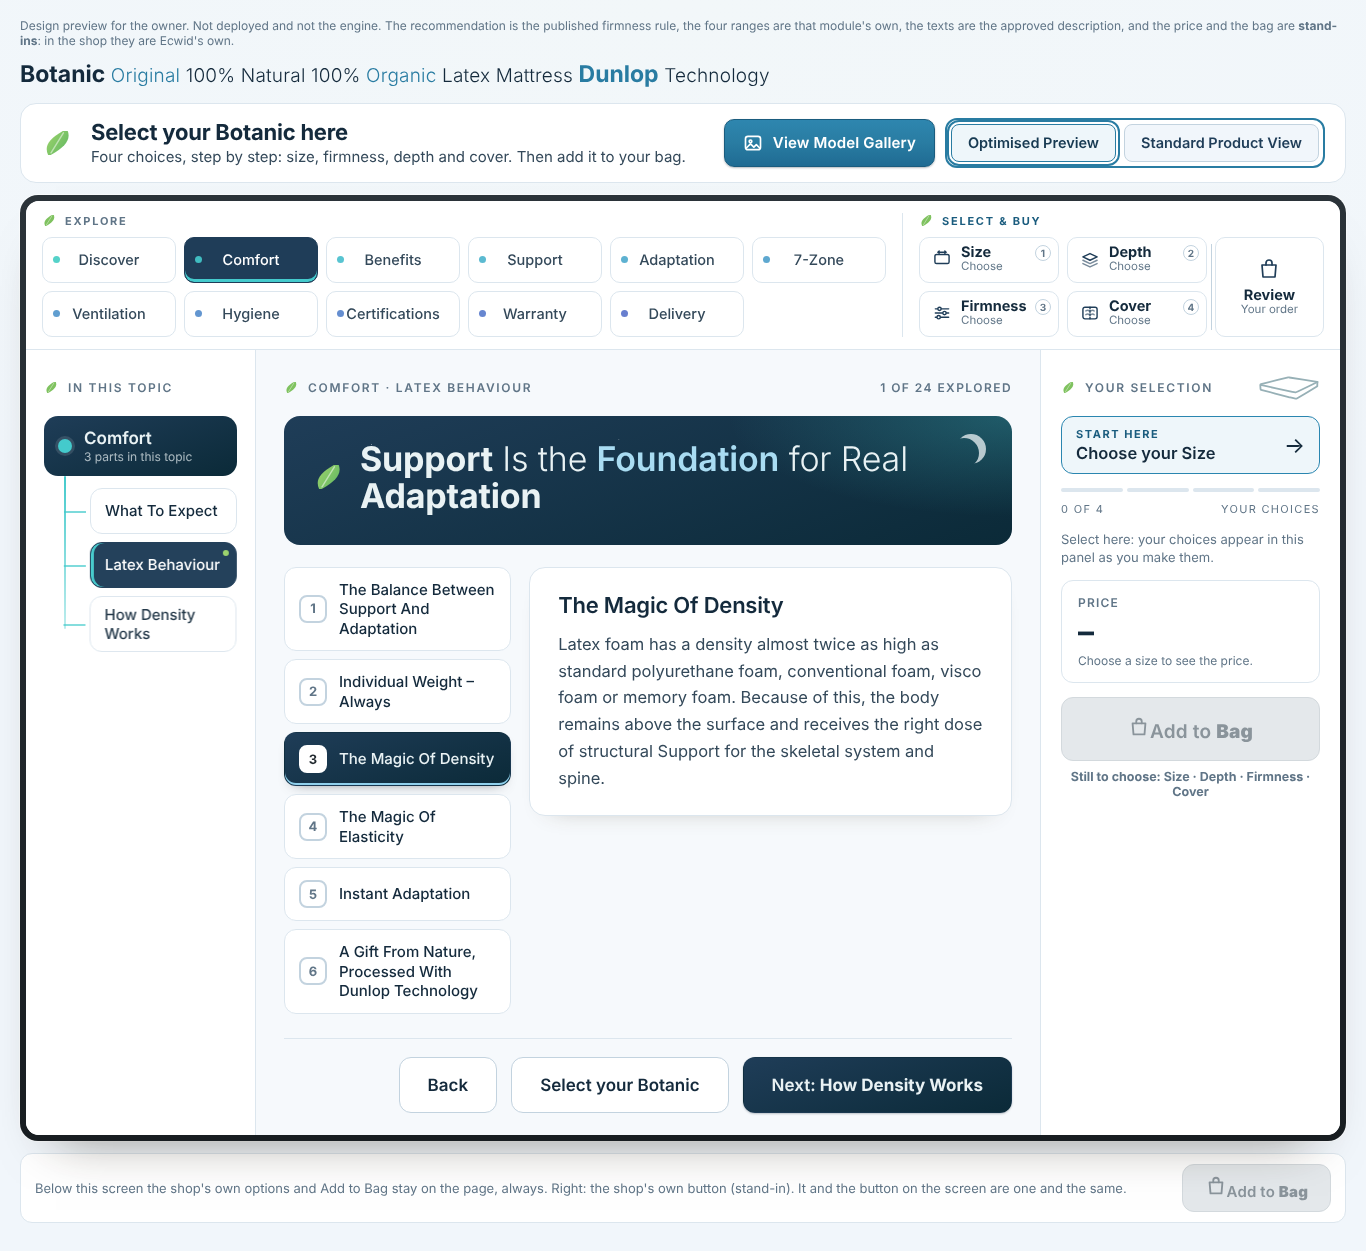 Design preview for the owner. Not deployed and not the engine. The recommendation is the published firmness rule, the four ranges are that module's own, the texts are the approved description, and the price and the bag are stand-
ins: in the shop they are Ecwid's own.
Botanic Original 100% Natural 100% Organic Latex Mattress Dunlop Technology
Select your Botanic here
Four choices, step by step: size, firmness, depth and cover. Then add it to your bag.
View Model Gallery
Optimised Preview
Standard Product View
EXPLORE
Discover
Comfort
Benefits
Support
Adaptation
7-Zone
Ventilation
Hygiene
Certifications
Warranty
Delivery
SELECT & BUY
Size
Choose
1
Depth
Choose
2
Firmness
Choose
3
Cover
Choose
4
Review
Your order
IN THIS TOPIC
Comfort
3 parts in this topic
What To Expect
Latex Behaviour
How Density
Works
COMFORT · LATEX BEHAVIOUR
1 OF 24 EXPLORED
Support Is the Foundation for Real
Adaptation
1
The Balance Between
Support And
Adaptation
2
Individual Weight –
Always
3
The Magic Of Density
4
The Magic Of
Elasticity
5
Instant Adaptation
6
A Gift From Nature,
Processed With
Dunlop Technology
The Magic Of Density
Latex foam has a density almost twice as high as
standard polyurethane foam, conventional foam, visco
foam or memory foam. Because of this, the body
remains above the surface and receives the right dose
of structural Support for the skeletal system and
spine.
Back
Select your Botanic
Next: How Density Works
YOUR SELECTION
START HERE
Choose your Size
0 OF 4
YOUR CHOICES
Select here: your choices appear in this
panel as you make them.
PRICE
–
Choose a size to see the price.
Add to Bag
Still to choose: Size · Depth · Firmness ·
Cover
Below this screen the shop's own options and Add to Bag stay on the page, always. Right: the shop's own button (stand-in). It and the button on the screen are one and the same.
Add to Bag